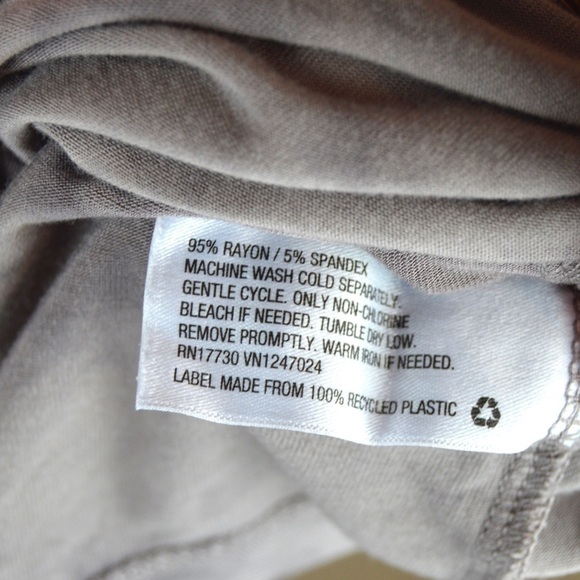 95% RAYON / 5% SPANDEX
MACHINE WASH COLD SEPARATELY.
GENTLE CYCLE. ONLY NON-CHLORINE
BLEACH IF NEEDED. TUMBLE DRY LOW.
REMOVE PROMPTLY. WARM IRON IF NEEDED.
RN17730 VN1247024
LABEL MADE FROM 100% RECYCLED PLASTIC